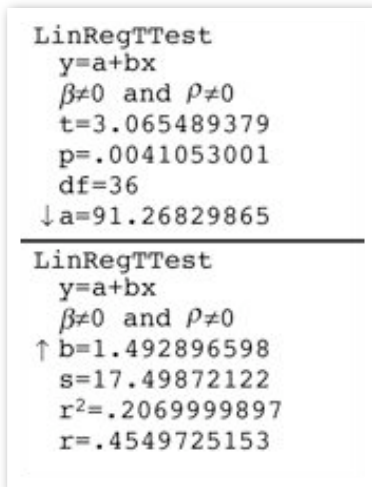 LinRegTTest
y=a+bx
β≠0 and ρ≠0
t=3.065489379
p=.0041053001
df=36
↓a=91.26829865
LinRegTTest
y=a+bx
β≠0 and ρ≠0
↑b=1.492896598
s=17.49872122
r²=.2069999897
r=.4549725153